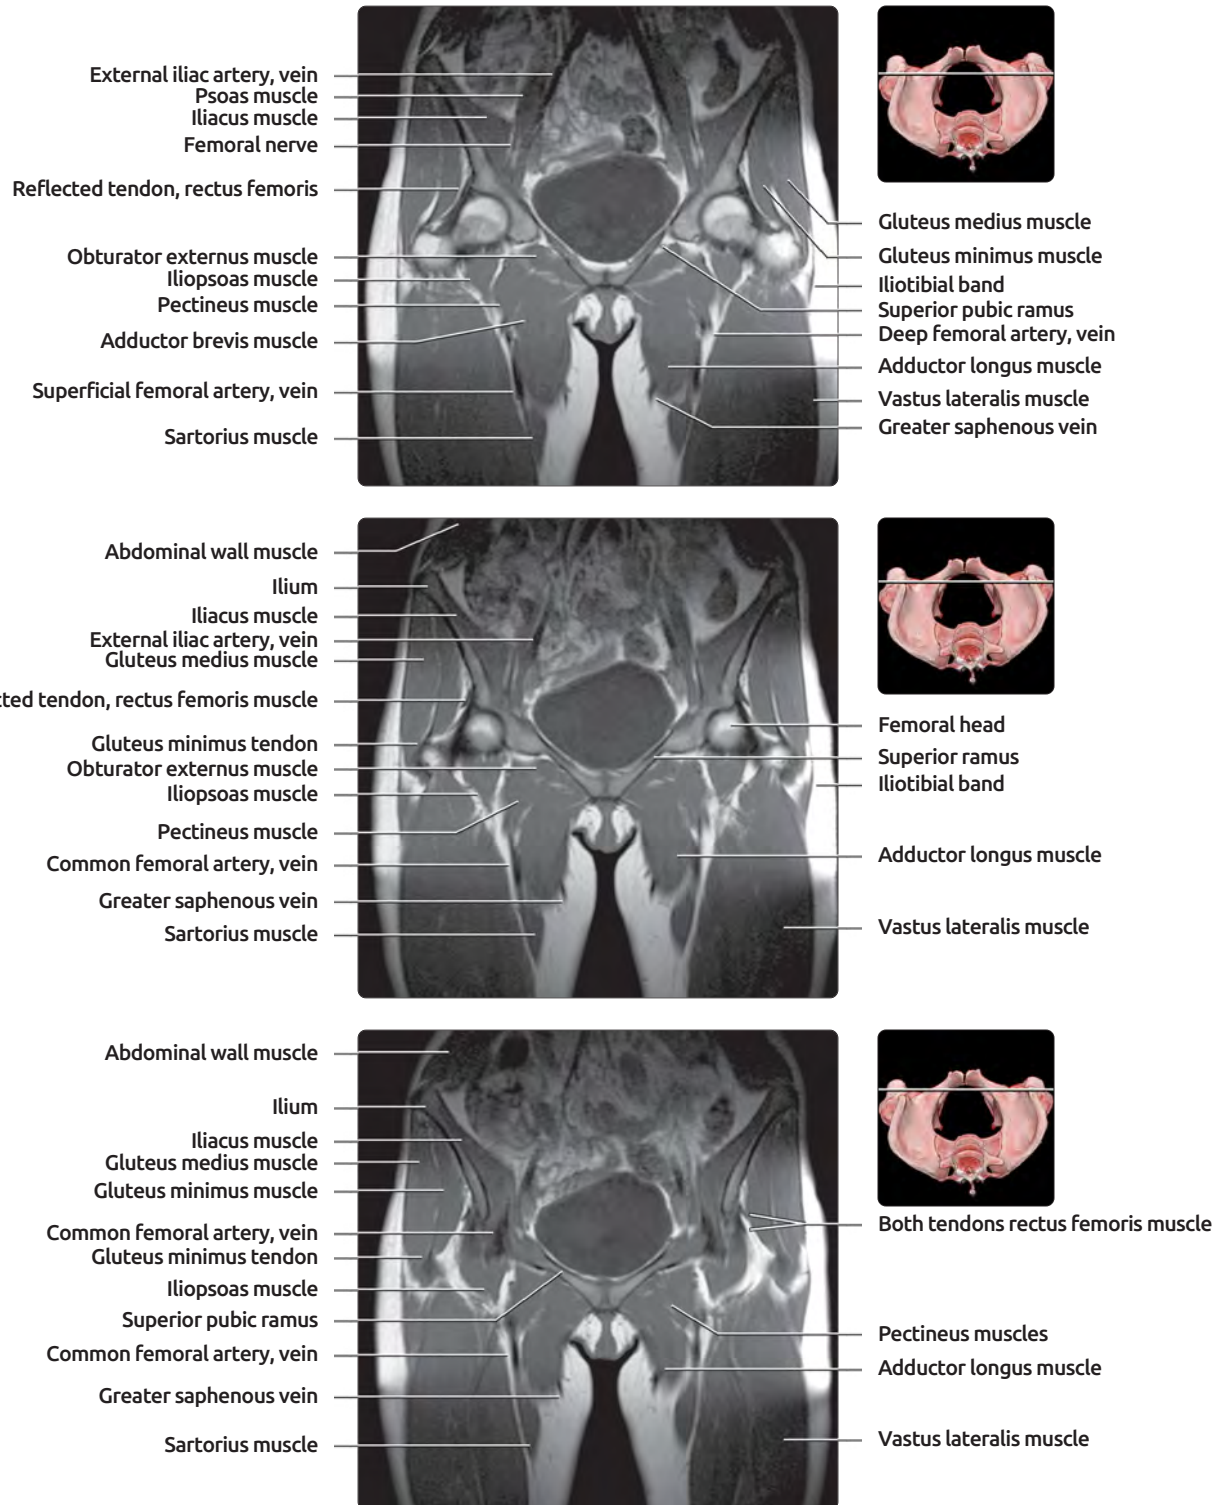 External iliac artery, vein
Psoas muscle
Iliacus muscle
Femoral nerve
Reflected tendon, rectus femoris
Obturator externus muscle
Iliopsoas muscle
Pectineus muscle
Adductor brevis muscle
Superficial femoral artery, vein
Sartorius muscle
Gluteus medius muscle
Gluteus minimus muscle
Iliotibial band
Superior pubic ramus
Deep femoral artery, vein
Adductor longus muscle
Vastus lateralis muscle
Greater saphenous vein
Abdominal wall muscle
Ilium
Iliacus muscle
External iliac artery, vein
Gluteus medius muscle
tendon, rectus femoris muscle
Gluteus minimus tendon
Obturator externus muscle
Iliopsoas muscle
Pectineus muscle
Common femoral artery, vein
Greater saphenous vein
Sartorius muscle
Femoral head
Superior ramus
Iliotibial band
Adductor longus muscle
Vastus lateralis muscle
Abdominal wall muscle
Ilium
Iliacus muscle
Gluteus medius muscle
Gluteus minimus muscle
Common femoral artery, vein
Gluteus minimus tendon
Iliopsoas muscle
Superior pubic ramus
Common femoral artery, vein
Greater saphenous vein
Sartorius muscle
Both tendons rectus femoris muscle
Pectineus muscles
Adductor longus muscle
Vastus lateralis muscle